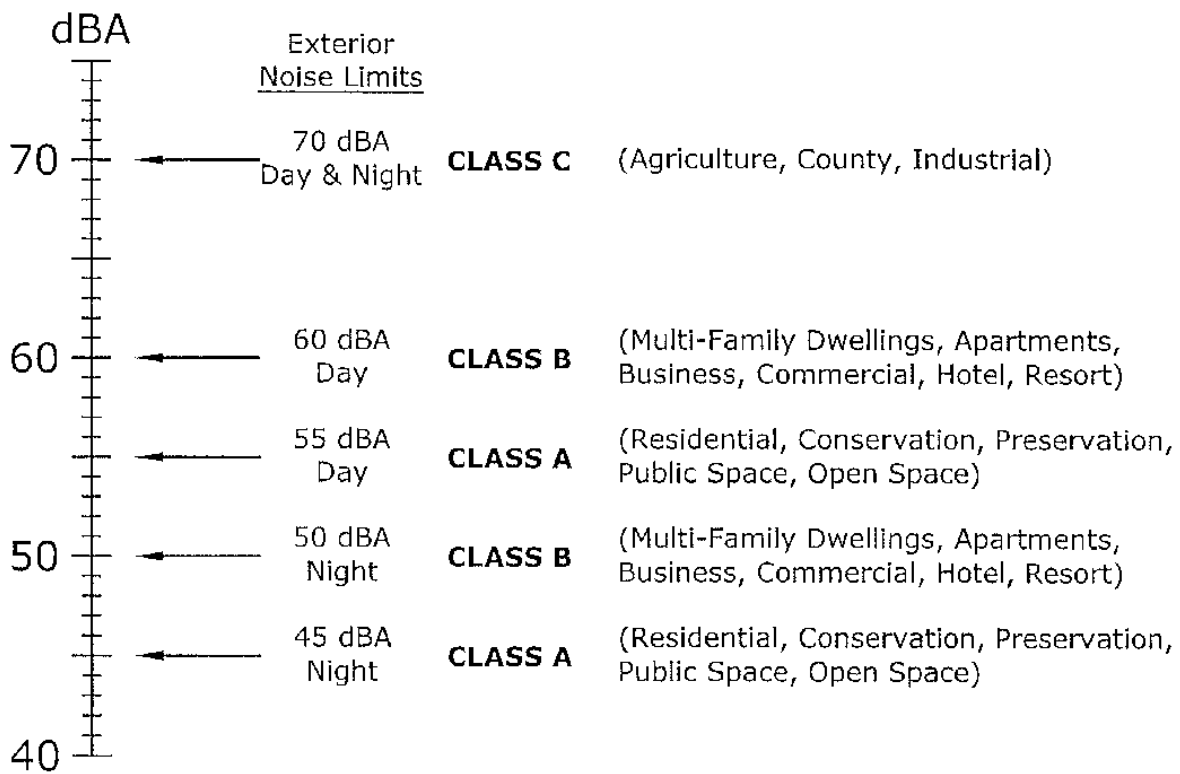 dBA
Exterior
Noise Limits
70
70 dBA
Day & Night
CLASS C
(Agriculture, County, Industrial)
60
60 dBA
Day
CLASS B
(Multi-Family Dwellings, Apartments,
Business, Commercial, Hotel, Resort)
55 dBA
Day
CLASS A
(Residential, Conservation, Preservation,
Public Space, Open Space)
50
50 dBA
Night
CLASS B
(Multi-Family Dwellings, Apartments,
Business, Commercial, Hotel, Resort)
45 dBA
Night
CLASS A
(Residential, Conservation, Preservation,
Public Space, Open Space)
40